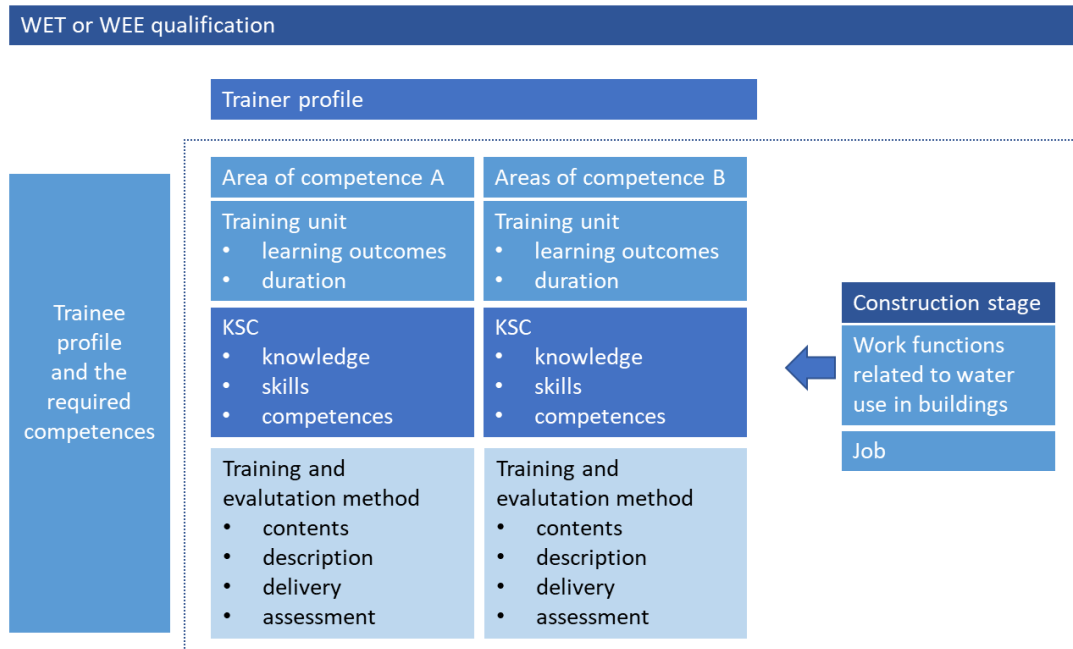 WET or WEE qualification
Trainer profile
Trainee
profile
and the
required
competences
Area of competence A
Training unit
• learning outcomes
• duration
KSC
• knowledge
• skills
• competences
Training and
evalutation method
• contents
• description
• delivery
• assessment
Areas of competence B
Training unit
• learning outcomes
• duration
KSC
• knowledge
• skills
• competences
Training and
evalutation method
• contents
• description
• delivery
• assessment
Construction stage
Work functions
related to water
use in buildings
Job